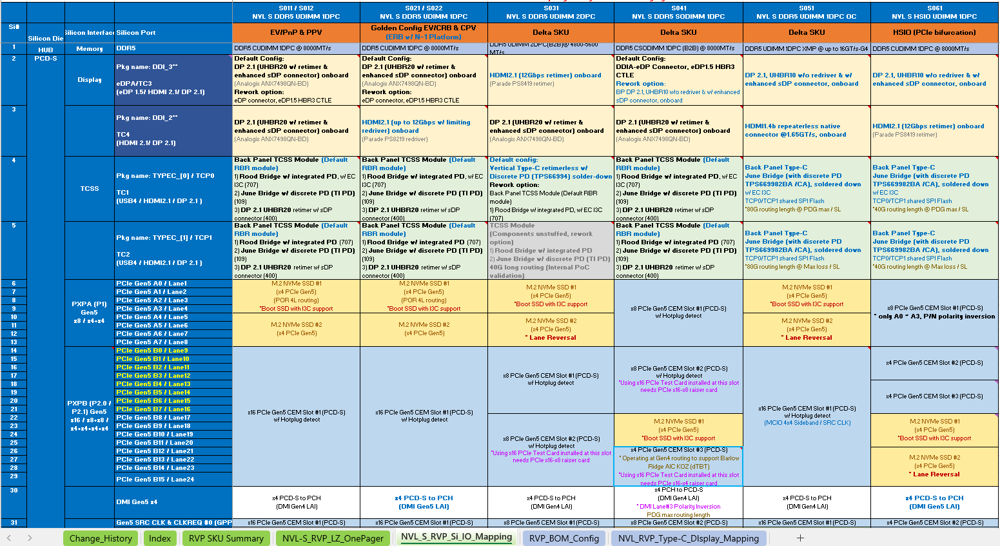 S011 / S012
NVL S DDR5 UDIMM 1DPC
S021 / S022
NVL S DDR5 UDIMM 1DPC
S031
NVL S DDR5 UDIMM 2DPC
S041
NVL S DDR5 SODIMM 1DPC
S051
NVL S DDR5 UDIMM 1DPC OC
S061
NVL S HSIO UDIMM 1DPC
Si#
Silicon Die
Silicon Interface
Silicon Port
EV/PnP & PPV
Golden Config EV/CRB & CPV
(ERB w/ N-1 Platform)
Delta SKU
Delta SKU
Delta SKU
HSIO (PCIe bifurcation)
1
HUB
Memory
DDR5
DDR5 CUDIMM 1DPC @ 8000MT/s
DDR5 CUDIMM 1DPC @ 8000MT/s
DDR5 UDIMM 2DPC(B2B)@ 4800-5600
MT/s
DDR5 CSODIMM 1DPC (B2B) @ 8000MT/s
DDR5 UDIMM 1DPC XMP @ up to 16GT/s-G4
DDR5 CUDIMM 1DPC @ 8000MT/s
2
PCD-S
Display
Pkg name: DDI_3**
eDPA/TC3
(eDP 1.5/ HDMI 2.1/ DP 2.1)
Default Config:
DP 2.1 (UHBR20 w/ retimer &
enhanced sDP connector) onboard
(Analogix ANX7498QN-BD)
Rework option:
eDP connector, eDP1.5 HBR3 CTLE
Default Config:
DP 2.1 (UHBR20 w/ retimer &
enhanced sDP connector) onboard
(Analogix ANX7498QN-BD)
Rework option:
eDP connector, eDP1.5 HBR3 CTLE
HDMI2.1 (12Gbps retimer) onboard
(Parade PS8419 retimer)
Default Config:
DDIA-eDP Connector, eDP1.5 HBR3
CTLE
Rework option:
BP DP 2.1, UHBR10 w/o redriver & w/ enhanced
sDP connector, onboard
DP 2.1, UHBR10 w/o redriver & w/
enhanced sDP connector, onboard
DP 2.1, UHBR10 w/o redriver & w/
enhanced sDP connector, onboard
3
Pkg name: DDI_2**
TC4
(HDMI 2.1/ DP 2.1)
DP 2.1 (UHBR20 w/ retimer &
enhanced sDP connector) onboard
(Analogix ANX7498QN-BD)
HDMI2.1 (up to 12Gbps w/ limiting
redriver) onboard
(Parade PS8219 redriver)
DP 2.1 (UHBR20 w/ retimer &
enhanced sDP connector) onboard
(Analogix ANX7498QN-BD)
DP 2.1 (UHBR20 w/ retimer &
enhanced sDP connector) onboard
(Analogix ANX7498QN-BD)
HDMI1.4b repeaterless native
connector @1.65GT/s, onboard
HDMI2.1 (12Gbps retimer) onboard
(Parade PS8419 retimer)
4
TCSS
Pkg name: TYPEC_[0] / TCP0
TC1
(USB4 / HDMI2.1 / DP 2.1 )
Back Panel TCSS Module (Default
RBR module)
1) Rood Bridge w/ integrated PD, w/ EC
I3C (707)
2) June Bridge w/ discrete PD (TI PD)
(109)
3) DP 2.1 UHBR20 retimer w/ sDP
connector (400)
Back Panel TCSS Module (Default
RBR module)
1) Rood Bridge w/ integrated PD, w/ EC
I3C (707)
2) June Bridge w/ discrete PD (TI PD)
(109)
3) DP 2.1 UHBR20 retimer w/ sDP
connector (400)
Default config:
Vertical Type-C retimerless w/
Discrete PD (TPS66994) solder-down
Rework option:
Back Panel TCSS Module (Default RBR
module)
1) Rood Bridge w/ integrated PD, w/ EC I3C
(707)
Back Panel TCSS Module (Default
RBR module)
1) Rood Bridge w/ integrated PD, w/ EC
I3C (707)
2) June Bridge w/ discrete PD (TI PD)
(109)
3) DP 2.1 UHBR20 retimer w/ sDP
connector (400)
Back Panel Type-C
June Bridge (with discrete PD
TPS669982BA /CA), soldered down
w/ EC I3C
TCP0/TCP1 shared SPI Flash
*80G routing length @ PDG max / SL
Back Panel Type-C
June Bridge (with discrete PD
TPS669982BA /CA), soldered down
w/ EC I3C
TCP0/TCP1 shared SPI Flash
*40G routing length @ PDG max / SL
5
Pkg name: TYPEC_[1] / TCP1
TC2
(USB4 / HDMI2.1 / DP 2.1 )
Back Panel TCSS Module (Default
RBR module)
1) Rood Bridge w/ integrated PD (707)
2) June Bridge w/ discrete PD (TI PD)
(109)
3) DP 2.1 UHBR20 retimer w/ sDP
connector (400)
Back Panel TCSS Module (Default
RBR module)
1) Rood Bridge w/ integrated PD (707)
2) June Bridge w/ discrete PD (TI PD)
(109)
3) DP 2.1 UHBR20 retimer w/ sDP
connector (400)
TCSS Module
(Components unstuffed, rework
option)
1) Rood Bridge w/ integrated PD
2) June Bridge w/ discrete PD (TI PD)
40G long routing (Internal PoC
validation)
Back Panel TCSS Module (Default
RBR module)
1) Rood Bridge w/ integrated PD (707)
2) June Bridge w/ discrete PD (TI PD)
(109)
3) DP 2.1 UHBR20 retimer w/ sDP
connector (400)
Back Panel Type-C
June Bridge (with discrete PD
TPS669982BA /CA), soldered down
TCP0/TCP1 shared SPI Flash
*80G routing length @ Max loss / SL
Back Panel Type-C
June Bridge (with discrete PD
TPS669982BA /CA), soldered down
TCP0/TCP1 shared SPI Flash
*40G routing length @ Max loss / SL
6
PCIe Gen5 A0 / Lane1
7
PCIe Gen5 A1 / Lane2
8
PCIe Gen5 A2 / Lane3
9
PCIe Gen5 A3 / Lane4
10
PCIe Gen5 A4 / Lane5
11
PCIe Gen5 A5 / Lane6
12
PCIe Gen5 A6 / Lane7
13
PCIe Gen5 A7 / Lane8
PXPA (P1)
Gen5
x8 / x4+x4
M.2 NVMe SSD #1
(x4 PCIe Gen5)
(POR 4L routing)
*Boot SSD with I3C support
M.2 NVMe SSD #2
(x4 PCIe Gen5)
M.2 NVMe SSD #1
(x4 PCIe Gen5)
(POR 4L routing)
*Boot SSD with I3C support
M.2 NVMe SSD #2
(x4 PCIe Gen5)
M.2 NVMe SSD #1
(x4 PCIe Gen5)
*Boot SSD with I3C support
M.2 NVMe SSD #2
(x4 PCIe Gen5)
* Lane Reversal
x8 PCIe Gen5 CEM Slot #1 (PCD-S)
w/ Hotplug detect
M.2 NVMe SSD #1
(x4 PCIe Gen5)
*Boot SSD with I3C support
M.2 NVMe SSD #2
(x4 PCIe Gen5)
* Lane Reversal
x8 PCIe Gen5 CEM Slot #1 (PCD-S)
* only A0 ~ A3, P/N polarity inversion
14
PCIe Gen5 B0 / Lane9
15
PCIe Gen5 B1 / Lane10
16
PCIe Gen5 B2 / Lane11
17
PCIe Gen5 B3 / Lane12
18
PCIe Gen5 B4 / Lane13
19
PCIe Gen5 B5 / Lane14
20
PCIe Gen5 B6 / Lane15
21
PCIe Gen5 B7 / Lane16
22
PCIe Gen5 B8 / Lane17
23
PCIe Gen5 B9 / Lane18
24
PCIe Gen5 B10 / Lane19
25
PCIe Gen5 B11 / Lane20
26
PCIe Gen5 B12 / Lane21
27
PCIe Gen5 B13 / Lane22
28
PCIe Gen5 B14 / Lane23
29
PCIe Gen5 B15 / Lane24
PXPB (P2.0 /
P2.1) Gen5
x16 / x8+x8 /
x4+x4+x4+x4
x16 PCIe Gen5 CEM Slot #1 (PCD-S)
w/ Hotplug detect
x16 PCIe Gen5 CEM Slot #1 (PCD-S)
w/ Hotplug detect
x8 PCIe Gen5 CEM Slot #1 (PCD-S)
w/ Hotplug detect
x8 PCIe Gen5 CEM Slot #2 (PCD-S)
w/ Hotplug detect
*Using x16 PCIe Test Card installed at this slot
needs PCIe x16-x8 raiser card
x8 PCIe Gen5 CEM Slot #2 (PCD-S)
w/ Hotplug detect
*Using x16 PCIe Test Card installed at this slot
needs PCIe x16-x8 raiser card
M.2 NVMe SSD #1
(x4 PCIe Gen5)
*Boot SSD with I3C support
x4 PCIe Gen5 CEM Slot #3 (PCD-S)
* Operating at Gen4 routing to support Barlow
Ridge AIC KOZ (dTBT)
*Using x16 PCIe Test Card installed at this slot
needs PCIe x16-x4 raiser card
x16 PCIe Gen5 CEM Slot #1 (PCD-S)
w/ Hotplug detect
(MCIO 4x4 Sideband / SRC CLK)
x4 PCIe Gen5 CEM Slot #2 (PCD-S)
x4 PCIe Gen5 CEM Slot #3 (PCD-S)
M.2 NVMe SSD #1
(x4 PCIe Gen5)
*Boot SSD with I3C support
M.2 NVMe SSD #2
(x4 PCIe Gen5)
* Lane Reversal
30
DMI Gen5 x4
x4 PCD-S to PCH
(DMI Gen4 LAI)
x4 PCD-S to PCH
(DMI Gen5 LAI)
x4 PCD-S to PCH
(DMI Gen4 LAI)
x4 PCH to PCD-S
(DMI Gen4 LAI)
* DMI Lane#3 Polarity Inversion
PDG max routing length
x4 PCD-S to PCH
(DMI Gen4 LAI)
x4 PCD-S to PCH
(DMI Gen5 LAI)
31
Gen5 SRC CLK & CLKREQ #0 (GPP
x16 PCIe Gen5 CEM Slot #1 (PCD-S)
x16 PCIe Gen5 CEM Slot #1 (PCD-S)
x8 PCIe Gen5 CEM Slot #1 (PCD-S)
x8 PCIe Gen5 CEM Slot #2 (PCD-S)
x16 PCIe Gen5 CEM Slot #1 (PCD-S)
x4 PCIe Gen5 CEM Slot #2 (PCD-S)
Change_History
Index
RVP SKU Summary
NVL-S_RVP_LZ_OnePager
NVL_S_RVP_Si_IO_Mapping
RVP_BOM_Config
NVL_RVP_Type-C_DIsplay_Mapping